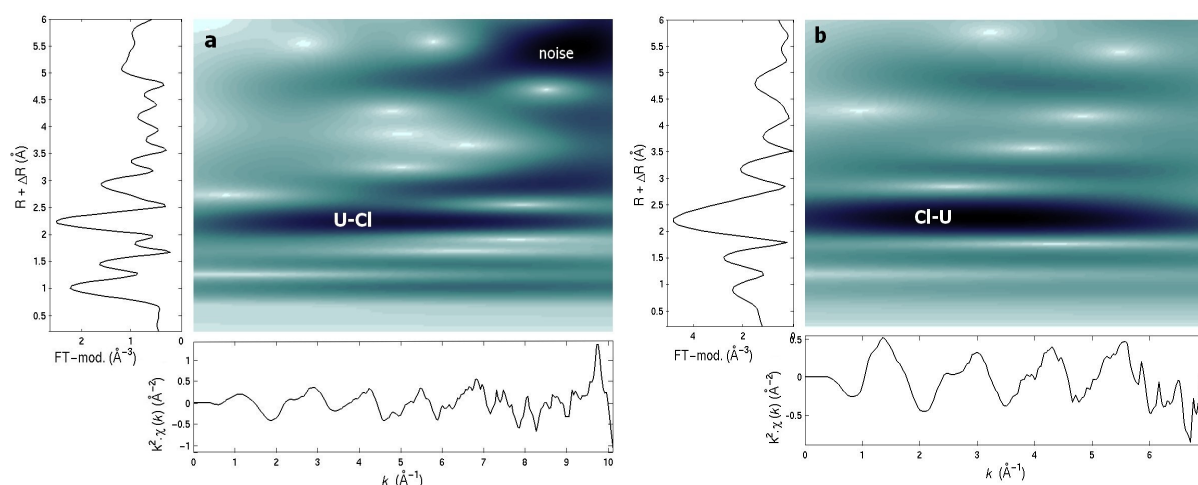 a
noise
U-Cl
R + ΔR (Å)
6
5.5
5
4.5
4
3.5
3
2.5
2
1.5
1
0.5
2 1 0
FT-mod. (Å⁻³)
k².χ(k) (Å⁻²)
1
0.5
0
-0.5
-1
0 1 2 3 4 5 6 7 8 9 10
k (Å⁻¹)
b
Cl-U
R + ΔR (Å)
6
5.5
5
4.5
4
3.5
3
2.5
2
1.5
1
0.5
4 2 0
FT-mod. (Å⁻³)
k².χ(k) (Å⁻²)
0.5
0
-0.5
0 1 2 3 4 5 6
k (Å⁻¹)